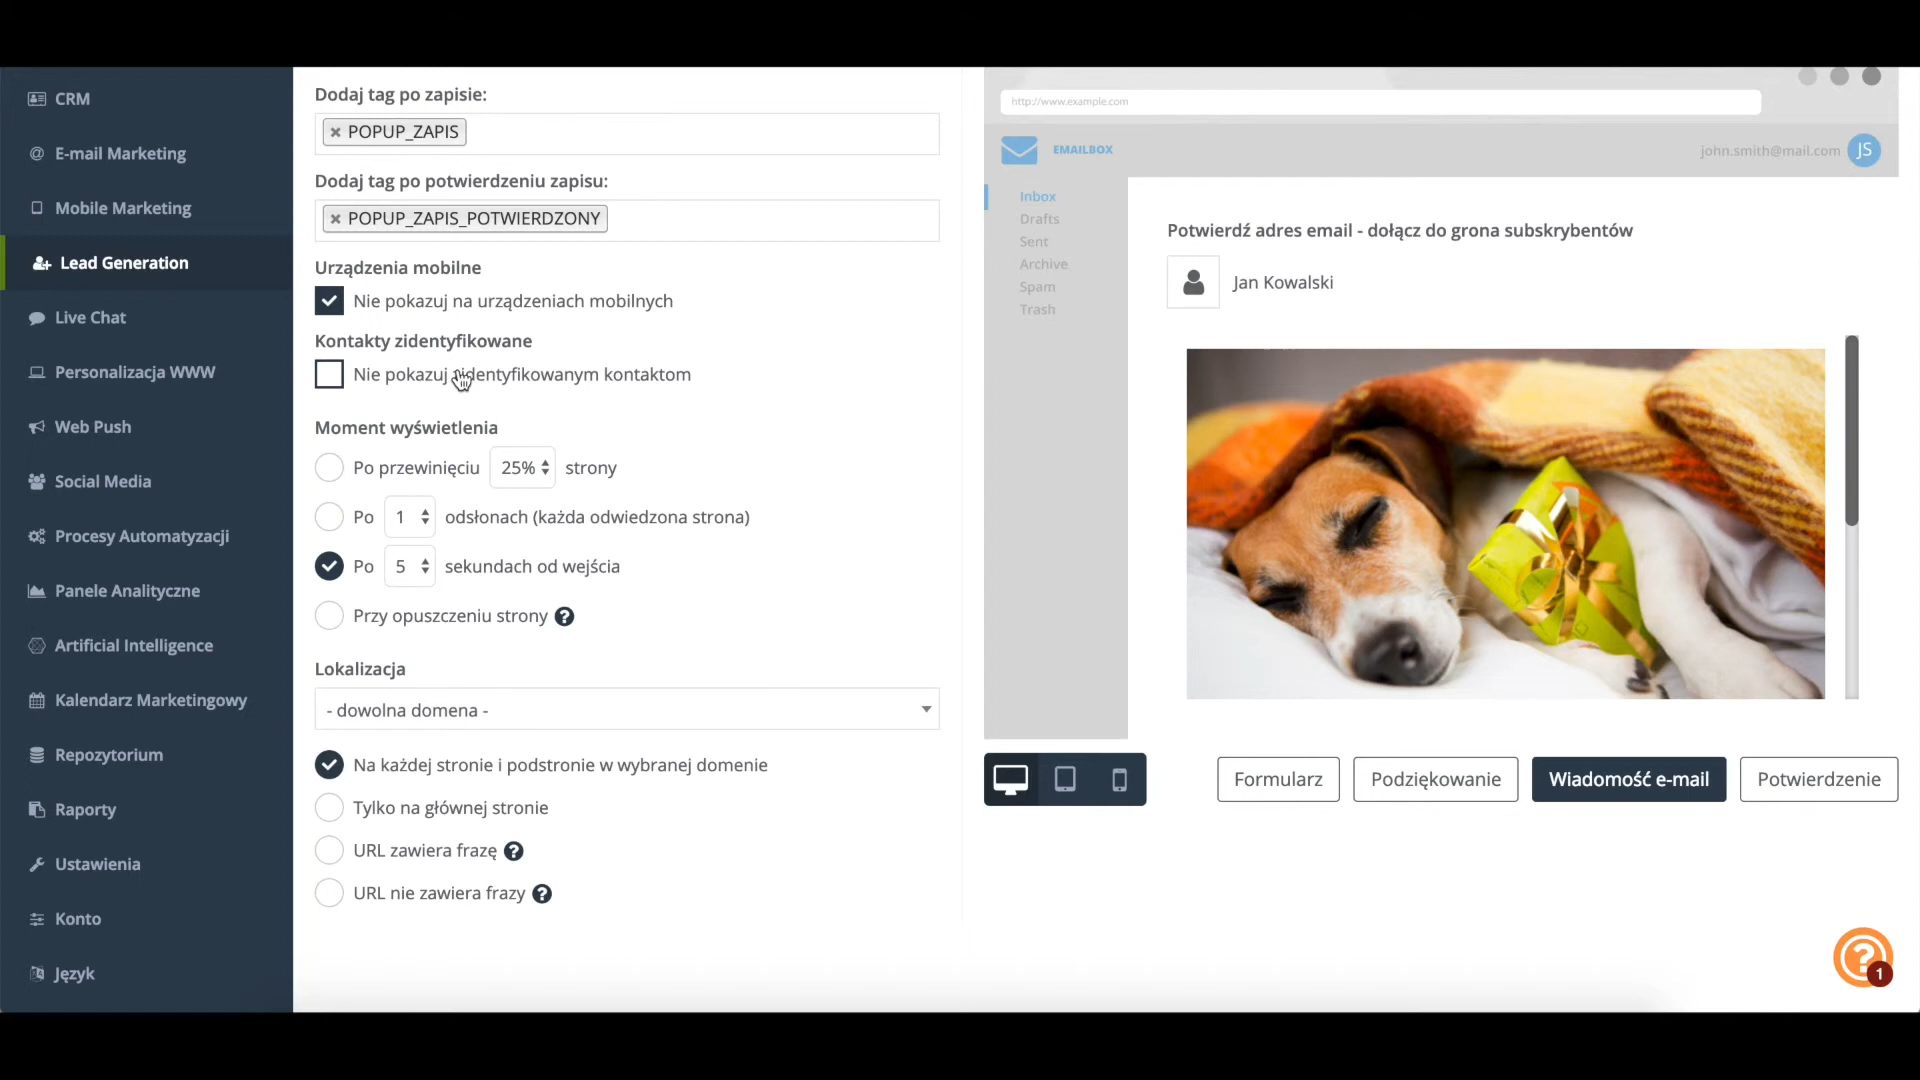 CRM
E-mail Marketing
Mobile Marketing
Lead Generation
Live Chat
Personalizacja WWW
Web Push
Social Media
Procesy Automatyzacji
Panele Analityczne
Artificial Intelligence
Kalendarz Marketingowy
Repozytorium
Raporty
Ustawienia
Konto
Język
Dodaj tag po zapisie:
× POPUP_ZAPIS
Dodaj tag po potwierdzeniu zapisu:
× POPUP_ZAPIS_POTWIERDZONY
Urządzenia mobilne
Nie pokazuj na urządzeniach mobilnych
Kontakty zidentyfikowane
Nie pokazuj zidentyfikowanym kontaktom
Moment wyświetlenia
Po przewinięciu 25% strony
Po 1 odsłonach (każda odwiedzona strona)
Po 5 sekundach od wejścia
Przy opuszczeniu strony ?
Lokalizacja
- dowolna domena -
Na każdej stronie i podstronie w wybranej domenie
Tylko na głównej stronie
URL zawiera frazę ?
URL nie zawiera frazy ?
http://www.example.com
EMAILBOX
john.smith@mail.com JS
Inbox
Drafts
Sent
Archive
Spam
Trash
Potwierdź adres email - dołącz do grona subskrybentów
Jan Kowalski
Formularz Podziękowanie Wiadomość e-mail Potwierdzenie
? 1